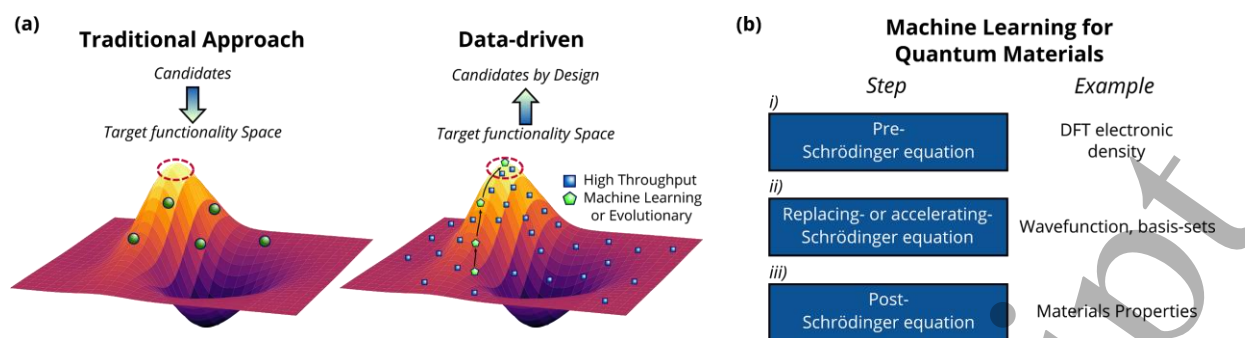 (a)
Traditional Approach
Candidates
Target functionality Space
Data-driven
Candidates by Design
Target functionality Space
High Throughput
Machine Learning
or Evolutionary
(b)
Machine Learning for
Quantum Materials
Step
Example
i)
Pre-
Schrödinger equation
DFT electronic
density
ii)
Replacing- or accelerating-
Schrödinger equation
Wavefunction, basis-sets
iii)
Post-
Schrödinger equation
Materials Properties